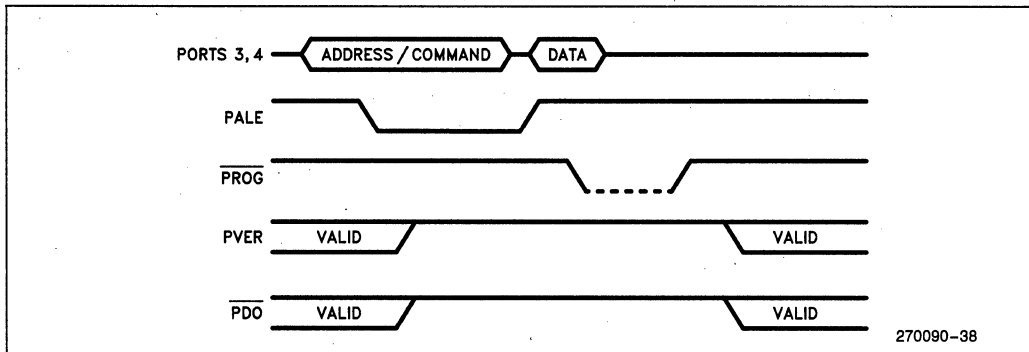 PORTS 3, 4 ADDRESS / COMMAND DATA
PALE
PROG
PVER VALID VALID
PDO VALID VALID
270090-38